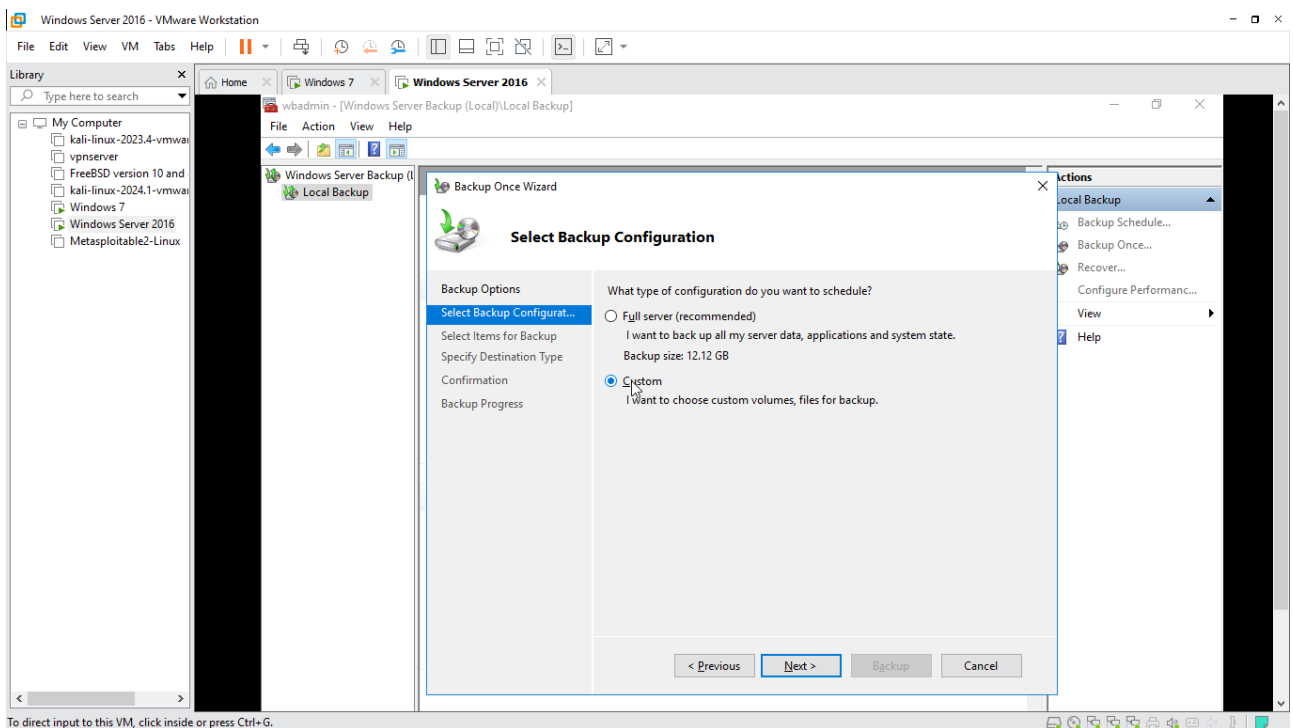 Windows Server 2016 - VMware Workstation
File Edit View VM Tabs Help
Library
Type here to search
My Computer
kali-linux-2023.4-vmwar
vpnserver
FreeBSD version 10 and
kali-linux-2024.1-vmwar
Windows 7
Windows Server 2016
Metasploitable2-Linux
Home
Windows 7
Windows Server 2016
wbadmin - [Windows Server Backup (Local)\Local Backup]
File Action View Help
Windows Server Backup (L
Local Backup
Backup Once Wizard
Select Backup Configuration
Backup Options
Select Backup Configurat...
Select Items for Backup
Specify Destination Type
Confirmation
Backup Progress
What type of configuration do you want to schedule?
Full server (recommended)
I want to back up all my server data, applications and system state.
Backup size: 12.12 GB
Custom
I want to choose custom volumes, files for backup.
< Previous
Next >
Backup
Cancel
Actions
Local Backup
Backup Schedule...
Backup Once...
Recover...
Configure Performanc...
View
Help
To direct input to this VM, click inside or press Ctrl+G.